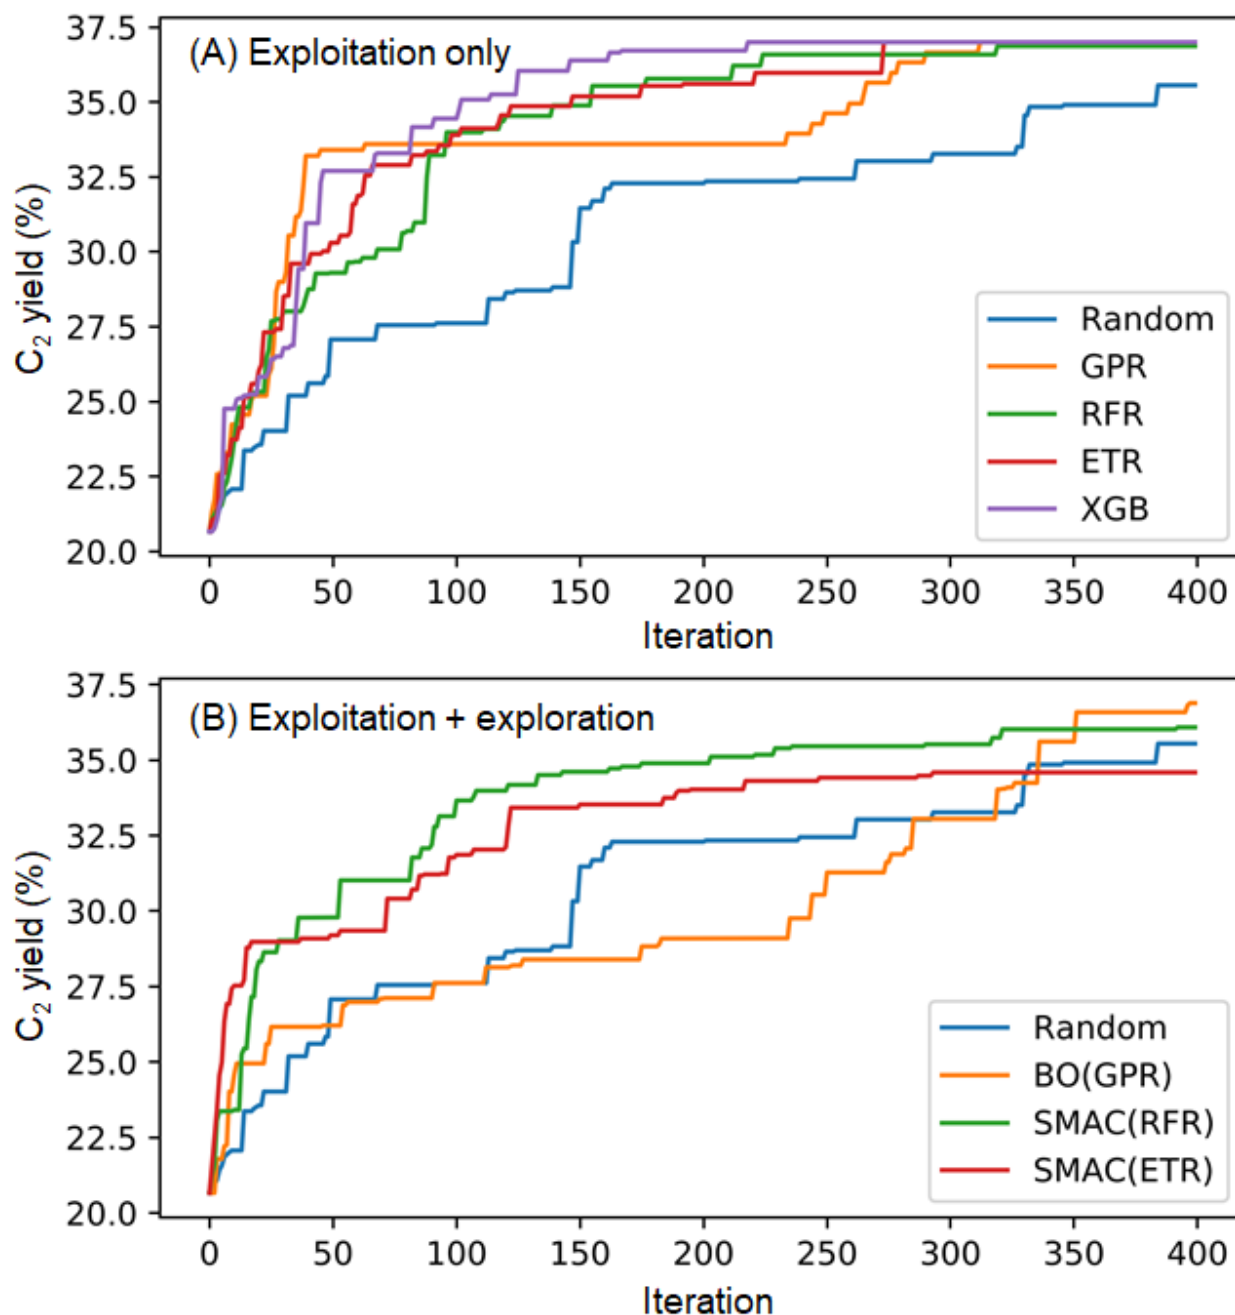 (A) Exploitation only
C₂ yield (%)
37.5
35.0
32.5
30.0
27.5
25.0
22.5
20.0
Random
GPR
RFR
ETR
XGB
0 50 100 150 200 250 300 350 400
Iteration
(B) Exploitation + exploration
C₂ yield (%)
37.5
35.0
32.5
30.0
27.5
25.0
22.5
20.0
Random
BO(GPR)
SMAC(RFR)
SMAC(ETR)
0 50 100 150 200 250 300 350 400
Iteration